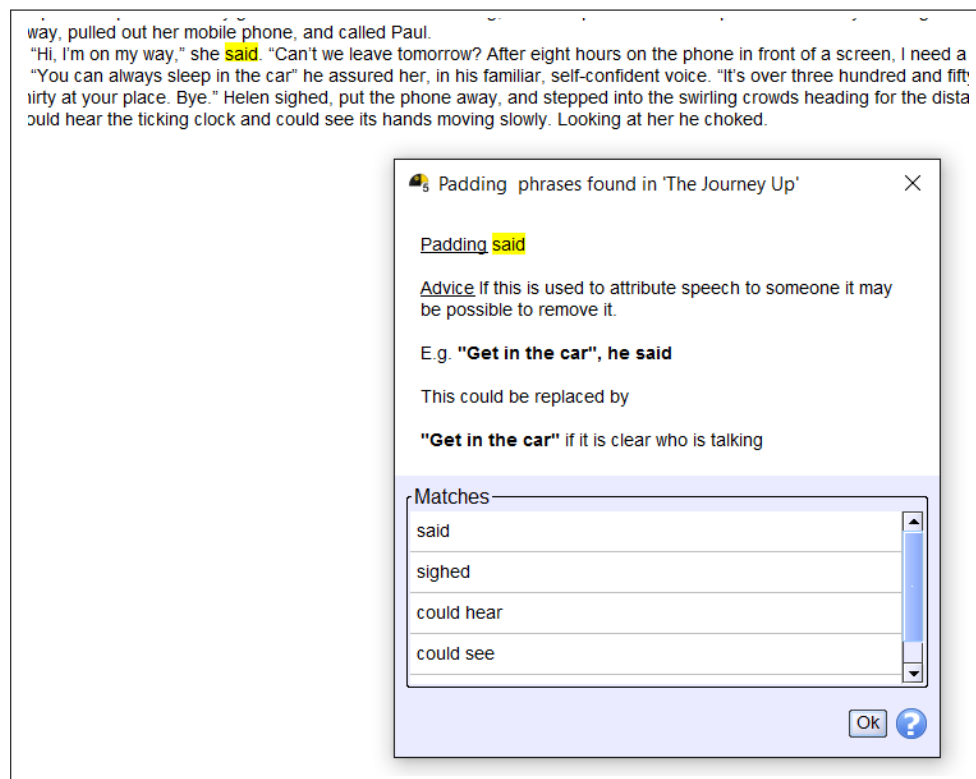 way, pulled out her mobile phone, and called Paul.
“Hi, I’m on my way,” she said. “Can’t we leave tomorrow? After eight hours on the phone in front of a screen, I need a
“You can always sleep in the car” he assured her, in his familiar, self-confident voice. “It’s over three hundred and fifty
hirty at your place. Bye.” Helen sighed, put the phone away, and stepped into the swirling crowds heading for the dista
ould hear the ticking clock and could see its hands moving slowly. Looking at her he choked.
5 Padding phrases found in 'The Journey Up'
Padding said
Advice If this is used to attribute speech to someone it may
be possible to remove it.
E.g. "Get in the car", he said
This could be replaced by
"Get in the car" if it is clear who is talking
Matches
said
sighed
could hear
could see
Ok ?